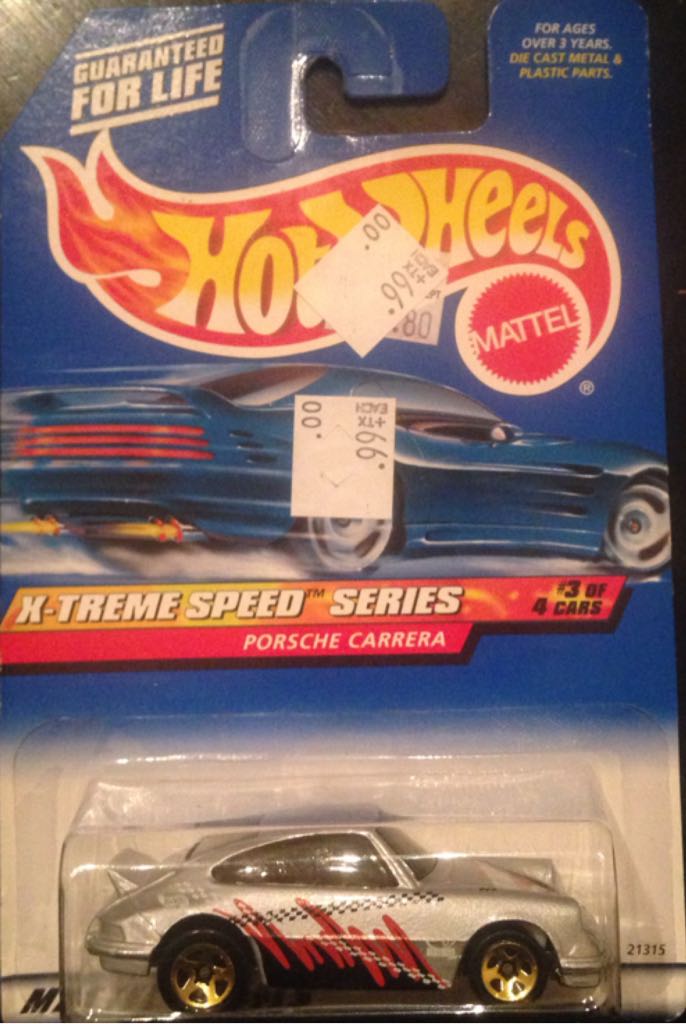 GUARANTEED
FOR LIFE
FOR AGES
OVER 3 YEARS.
DIE CAST METAL &
PLASTIC PARTS.
Hot Wheels
.00
.99 +TX
EACH
.80
MATTEL
®
.00
.99
+TX
EACH
X-TREME SPEED™ SERIES
#3 OF
4 CARS
PORSCHE CARRERA
21315